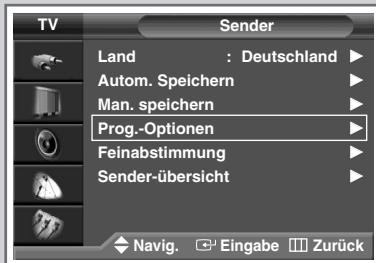 TV Sender
Land : Deutschland
Autom. Speichern
Man. speichern
Prog.-Optionen
Feinabstimmung
Sender-übersicht
Navig. Eingabe Zurück